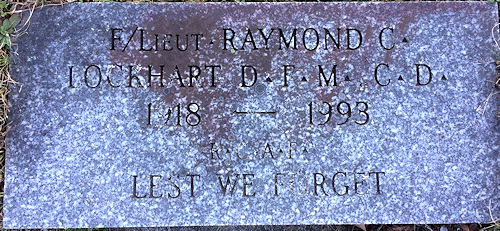 F/LIEUT. RAYMOND C.
LOCKHART D.F.M., C.D.
1918 — 1993
R.C.A.F.
LEST WE FORGET